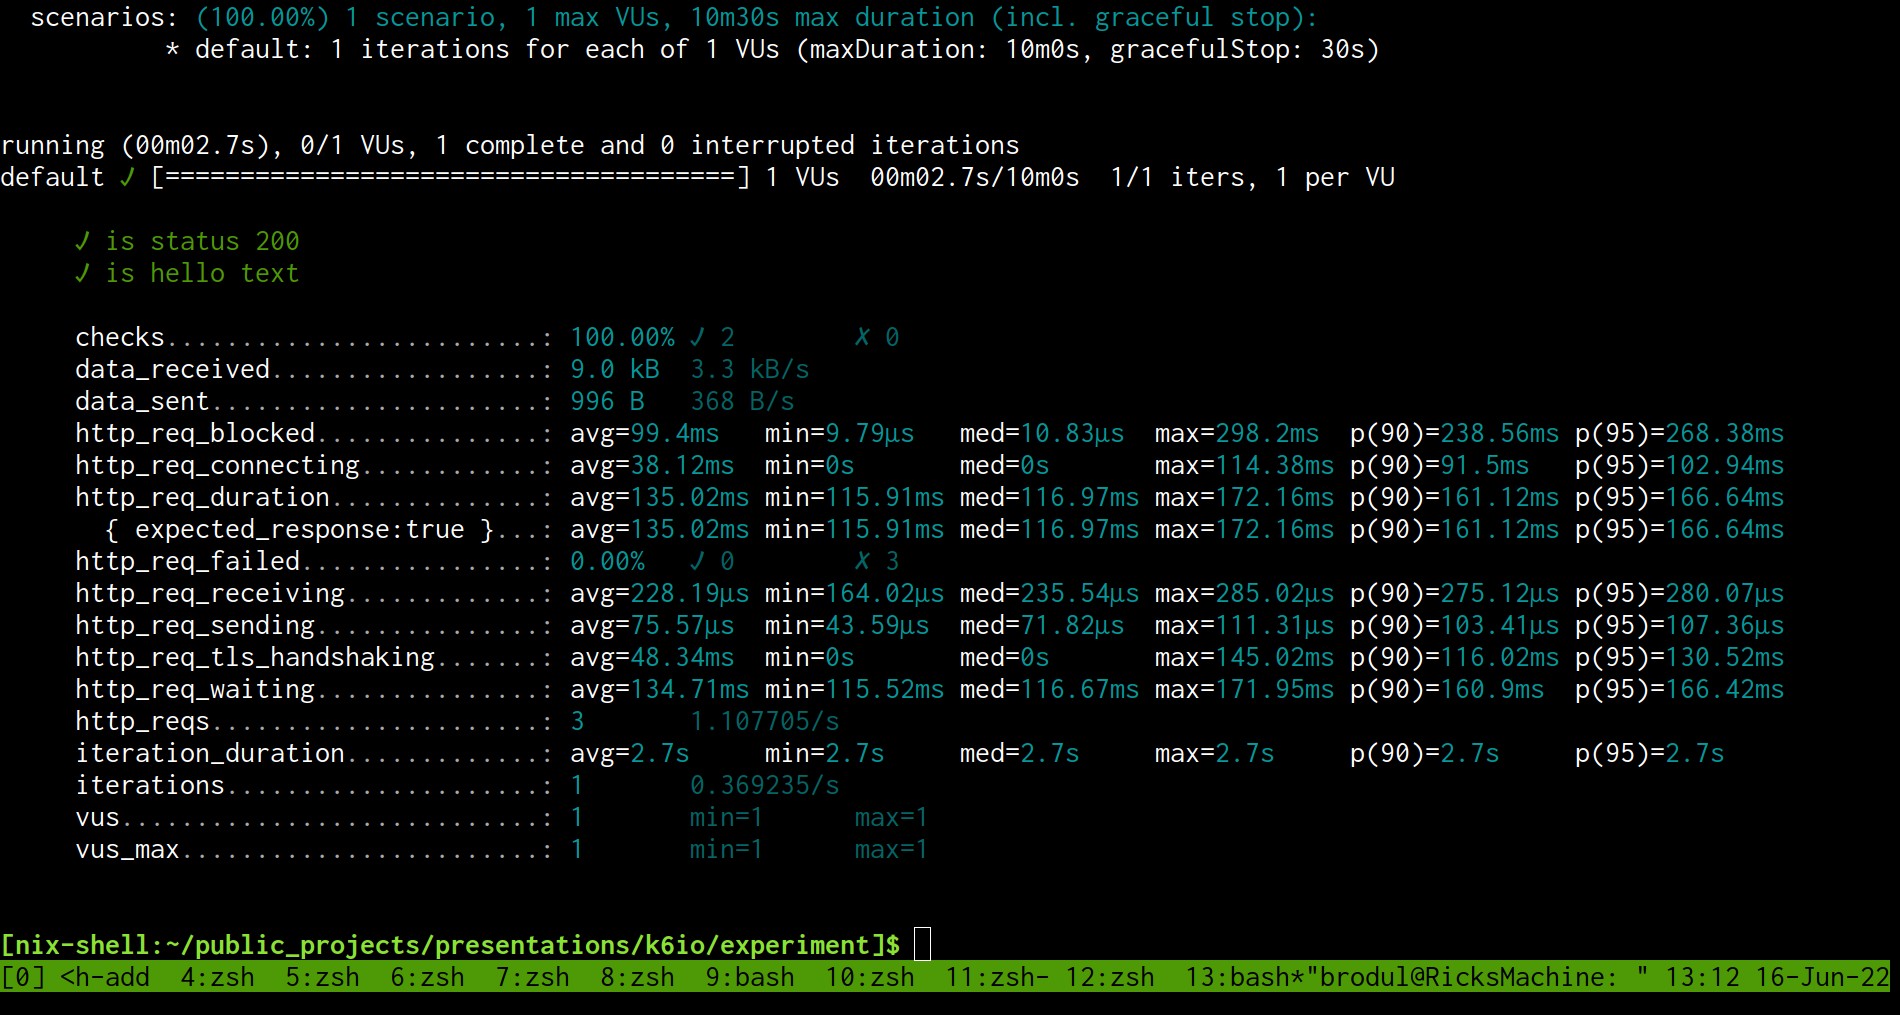 scenarios: (100.00%) 1 scenario, 1 max VUs, 10m30s max duration (incl. graceful stop):
* default: 1 iterations for each of 1 VUs (maxDuration: 10m0s, gracefulStop: 30s)
running (00m02.7s), 0/1 VUs, 1 complete and 0 interrupted iterations
default ✓ [======================================] 1 VUs  00m02.7s/10m0s  1/1 iters, 1 per VU
✓ is status 200
✓ is hello text
checks.........................: 100.00% ✓ 2        ✗ 0
data_received..................: 9.0 kB  3.3 kB/s
data_sent......................: 996 B   368 B/s
http_req_blocked...............: avg=99.4ms   min=9.79µs   med=10.83µs  max=298.2ms  p(90)=238.56ms p(95)=268.38ms
http_req_connecting............: avg=38.12ms  min=0s       med=0s       max=114.38ms p(90)=91.5ms   p(95)=102.94ms
http_req_duration..............: avg=135.02ms min=115.91ms med=116.97ms max=172.16ms p(90)=161.12ms p(95)=166.64ms
{ expected_response:true }...: avg=135.02ms min=115.91ms med=116.97ms max=172.16ms p(90)=161.12ms p(95)=166.64ms
http_req_failed................: 0.00%   ✓ 0        ✗ 3
http_req_receiving.............: avg=228.19µs min=164.02µs med=235.54µs max=285.02µs p(90)=275.12µs p(95)=280.07µs
http_req_sending...............: avg=75.57µs  min=43.59µs  med=71.82µs  max=111.31µs p(90)=103.41µs p(95)=107.36µs
http_req_tls_handshaking.......: avg=48.34ms  min=0s       med=0s       max=145.02ms p(90)=116.02ms p(95)=130.52ms
http_req_waiting...............: avg=134.71ms min=115.52ms med=116.67ms max=171.95ms p(90)=160.9ms  p(95)=166.42ms
http_reqs......................: 3       1.107705/s
iteration_duration.............: avg=2.7s     min=2.7s     med=2.7s     max=2.7s     p(90)=2.7s     p(95)=2.7s
iterations.....................: 1       0.369235/s
vus............................: 1       min=1      max=1
vus_max........................: 1       min=1      max=1
[nix-shell:~/public_projects/presentations/k6io/experiment]$
[0] <h-add  4:zsh  5:zsh  6:zsh  7:zsh  8:zsh  9:bash  10:zsh  11:zsh- 12:zsh  13:bash*"brodul@RicksMachine: " 13:12 16-Jun-22